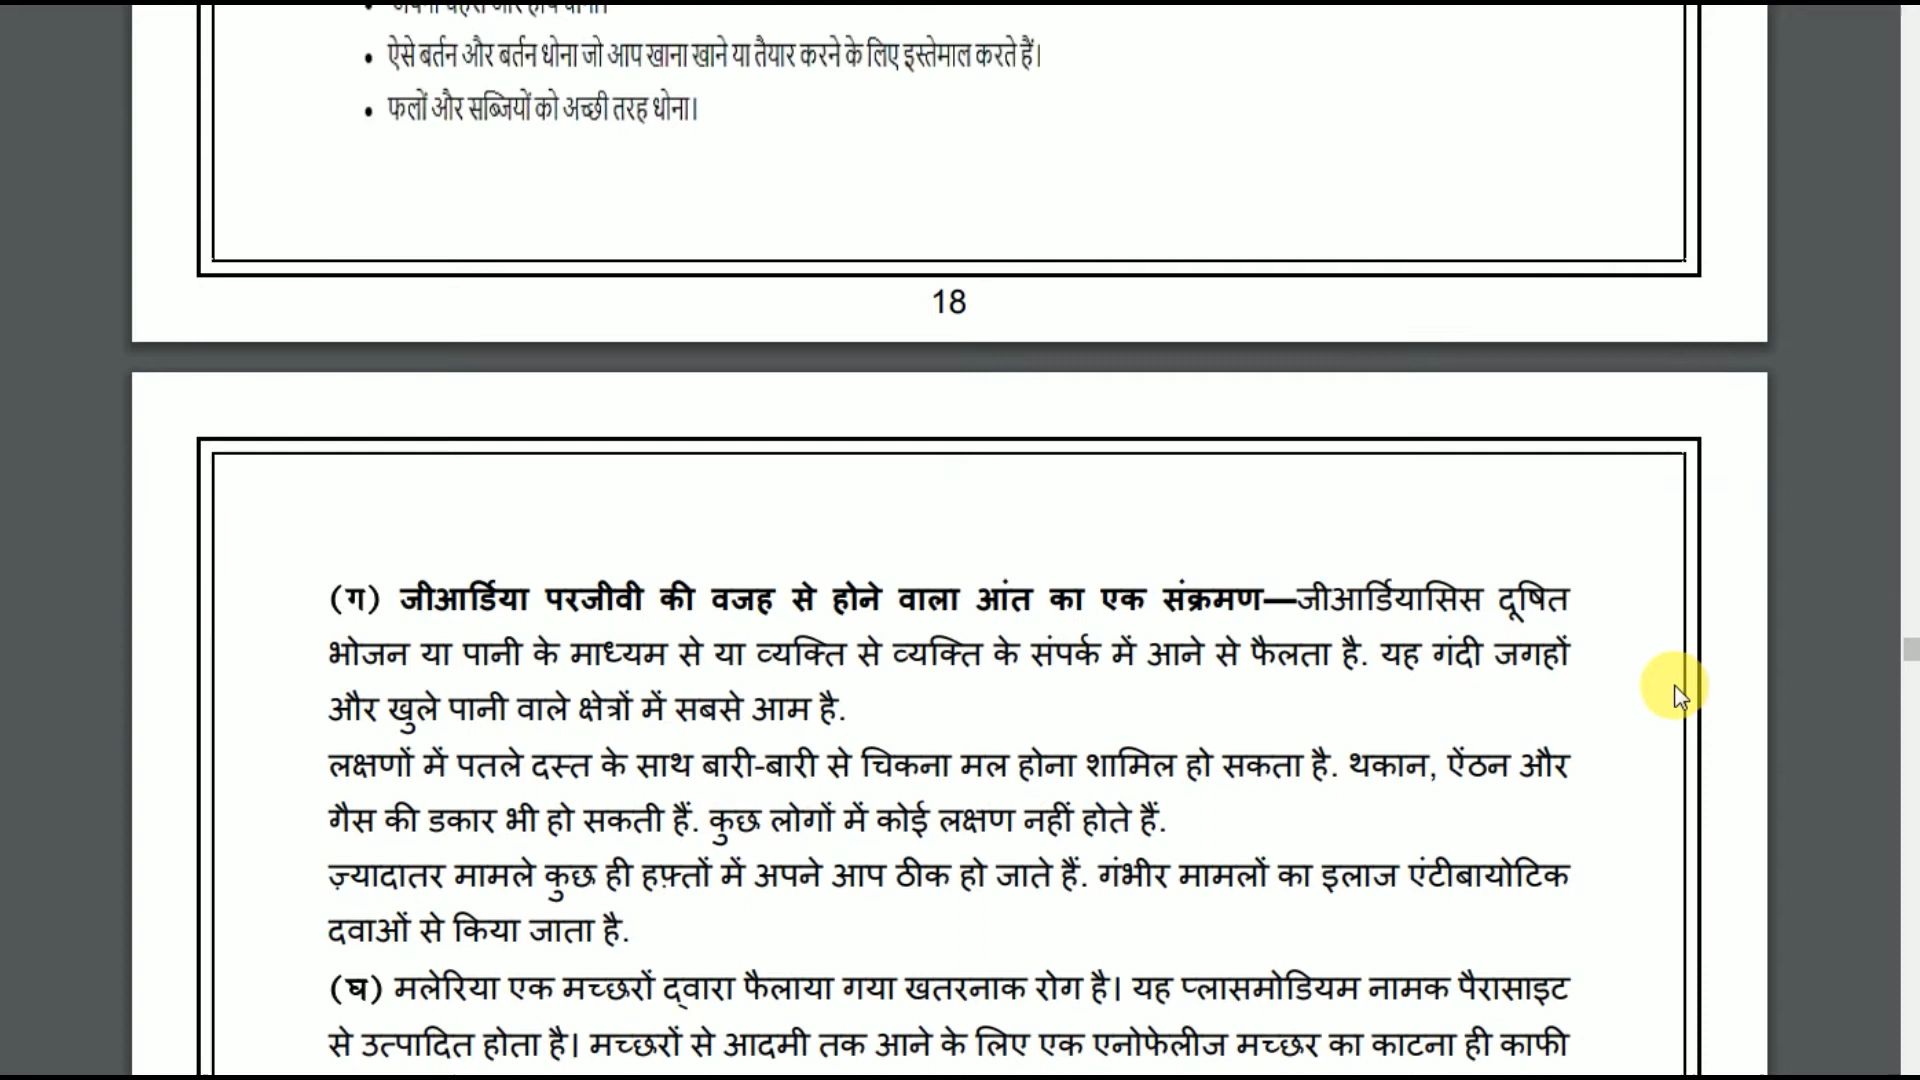 • ऐसे बर्तन और बर्तन धोना जो आप खाना खाने या तैयार करने के लिए इस्तेमाल करते हैं।
• फलों और सब्जियों को अच्छी तरह धोना।
18
(ग) जीआर्डिया परजीवी की वजह से होने वाला आंत का एक संक्रमण—जीआर्डियासिस दूषित
भोजन या पानी के माध्यम से या व्यक्ति से व्यक्ति के संपर्क में आने से फैलता है. यह गंदी जगहों
और खुले पानी वाले क्षेत्रों में सबसे आम है.
लक्षणों में पतले दस्त के साथ बारी-बारी से चिकना मल होना शामिल हो सकता है. थकान, ऐंठन और
गैस की डकार भी हो सकती हैं. कुछ लोगों में कोई लक्षण नहीं होते हैं.
ज़्यादातर मामले कुछ ही हफ़्तों में अपने आप ठीक हो जाते हैं. गंभीर मामलों का इलाज एंटीबायोटिक
दवाओं से किया जाता है.
(घ) मलेरिया एक मच्छरों द्वारा फैलाया गया खतरनाक रोग है। यह प्लासमोडियम नामक पैरासाइट
से उत्पादित होता है। मच्छरों से आदमी तक आने के लिए एक एनोफेलीज मच्छर का काटना ही काफी